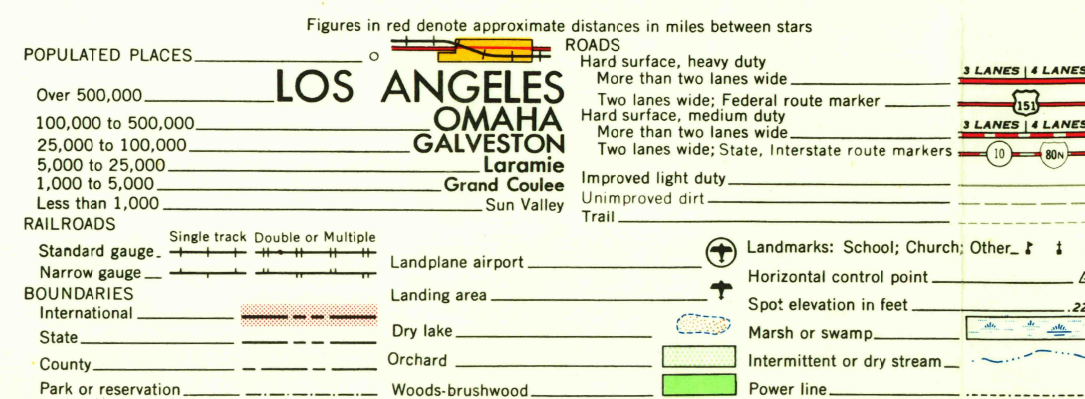 Figures in red denote approximate distances in miles between stars
POPULATED PLACES
Over 500,000 LOS ANGELES
100,000 to 500,000 OMAHA
25,000 to 100,000 GALVESTON
5,000 to 25,000 Laramie
1,000 to 5,000 Grand Coulee
Less than 1,000 Sun Valley
RAILROADS
Single track Double or Multiple
Standard gauge
Narrow gauge
BOUNDARIES
International
State
County
Park or reservation
Landplane airport
Landing area
Dry lake
Orchard
Woods-brushwood
ROADS
Hard surface, heavy duty
More than two lanes wide 3 LANES | 4 LANES
Two lanes wide; Federal route marker 151
Hard surface, medium duty
More than two lanes wide 3 LANES | 4 LANES
Two lanes wide; State, Interstate route markers 10 80N
Improved light duty
Unimproved dirt
Trail
Landmarks: School; Church; Other
Horizontal control point
Spot elevation in feet
Marsh or swamp
Intermittent or dry stream
Power line